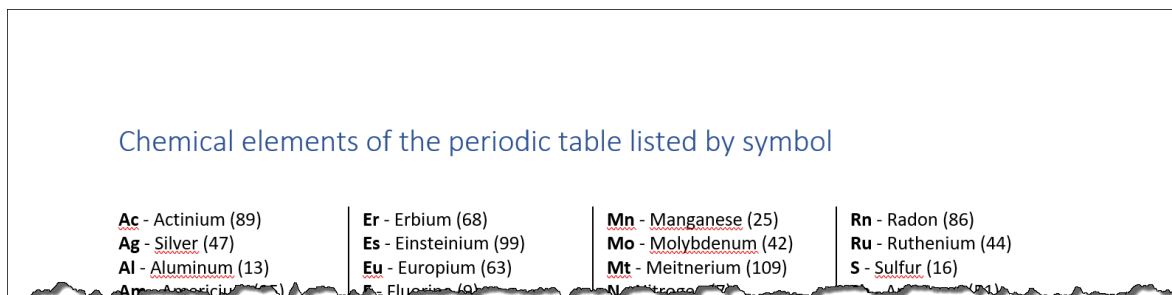 Chemical elements of the periodic table listed by symbol
Ac - Actinium (89)
Ag - Silver (47)
Al - Aluminum (13)
Er - Erbium (68)
Es - Einsteinium (99)
Eu - Europium (63)
Mn - Manganese (25)
Mo - Molybdenum (42)
Mt - Meitnerium (109)
Rn - Radon (86)
Ru - Ruthenium (44)
S - Sulfur (16)